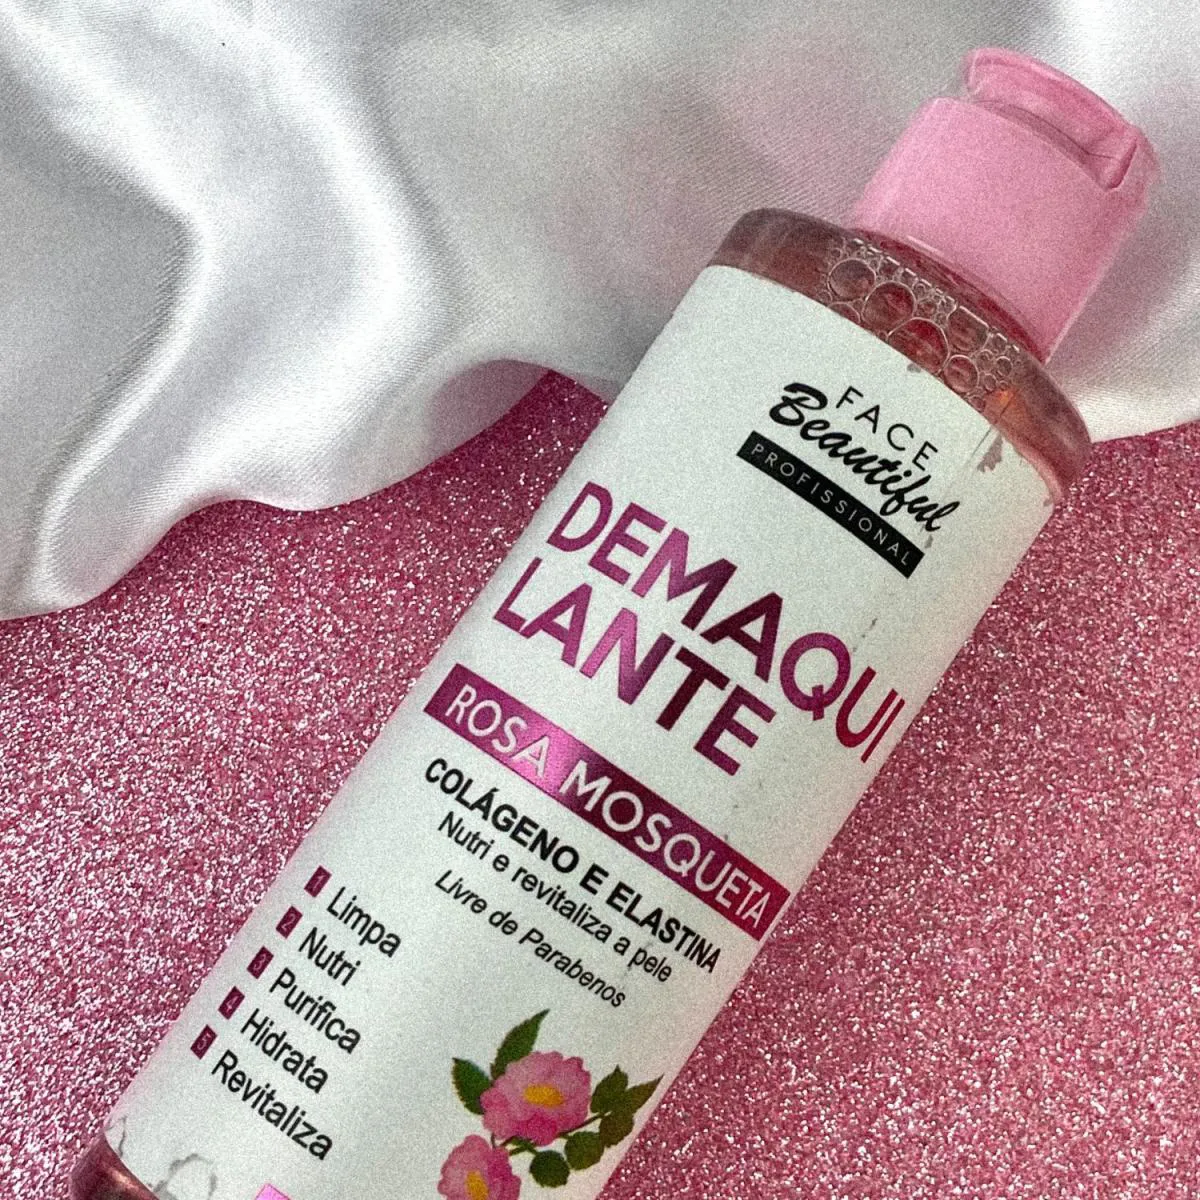 FACE
Beautiful
PROFISSIONAL
DEMAQUI
LANTE
ROSA MOSQUETA
COLÁGENO E ELASTINA
Nutri e revitaliza a pele
Livre de Parabenos
1 Limpa
2 Nutri
3 Purifica
4 Hidrata
5 Revitaliza